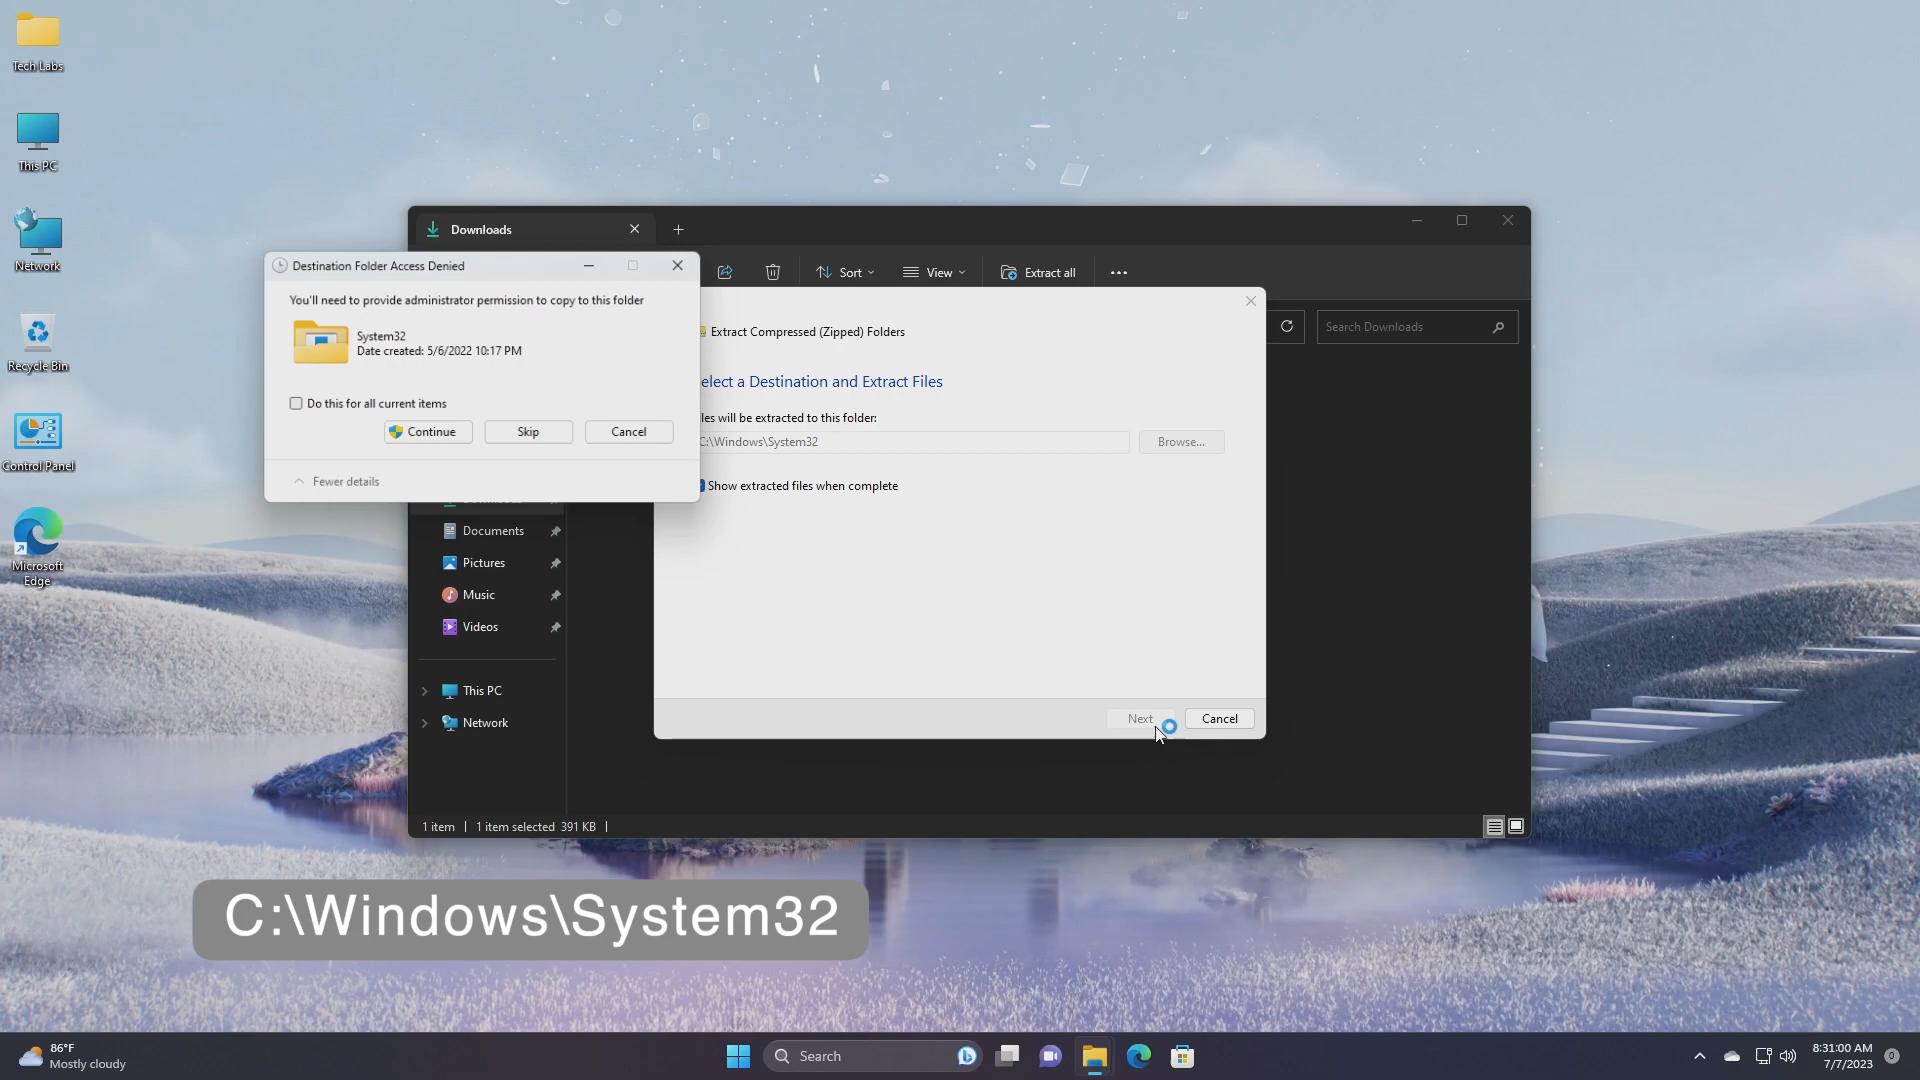 Tech Labs
This PC
Network
Recycle Bin
Control Panel
Microsoft
Edge
Downloads
Sort
View
Extract all
Search Downloads
Destination Folder Access Denied
You'll need to provide administrator permission to copy to this folder
System32
Date created: 5/6/2022 10:17 PM
Do this for all current items
Continue
Skip
Cancel
Fewer details
Extract Compressed (Zipped) Folders
elect a Destination and Extract Files
les will be extracted to this folder:
C:\Windows\System32
Browse...
Show extracted files when complete
Next
Cancel
Documents
Pictures
Music
Videos
This PC
Network
1 item
1 item selected 391 KB
C:\Windows\System32
86°F
Mostly cloudy
Search
8:31:00 AM
7/7/2023
0